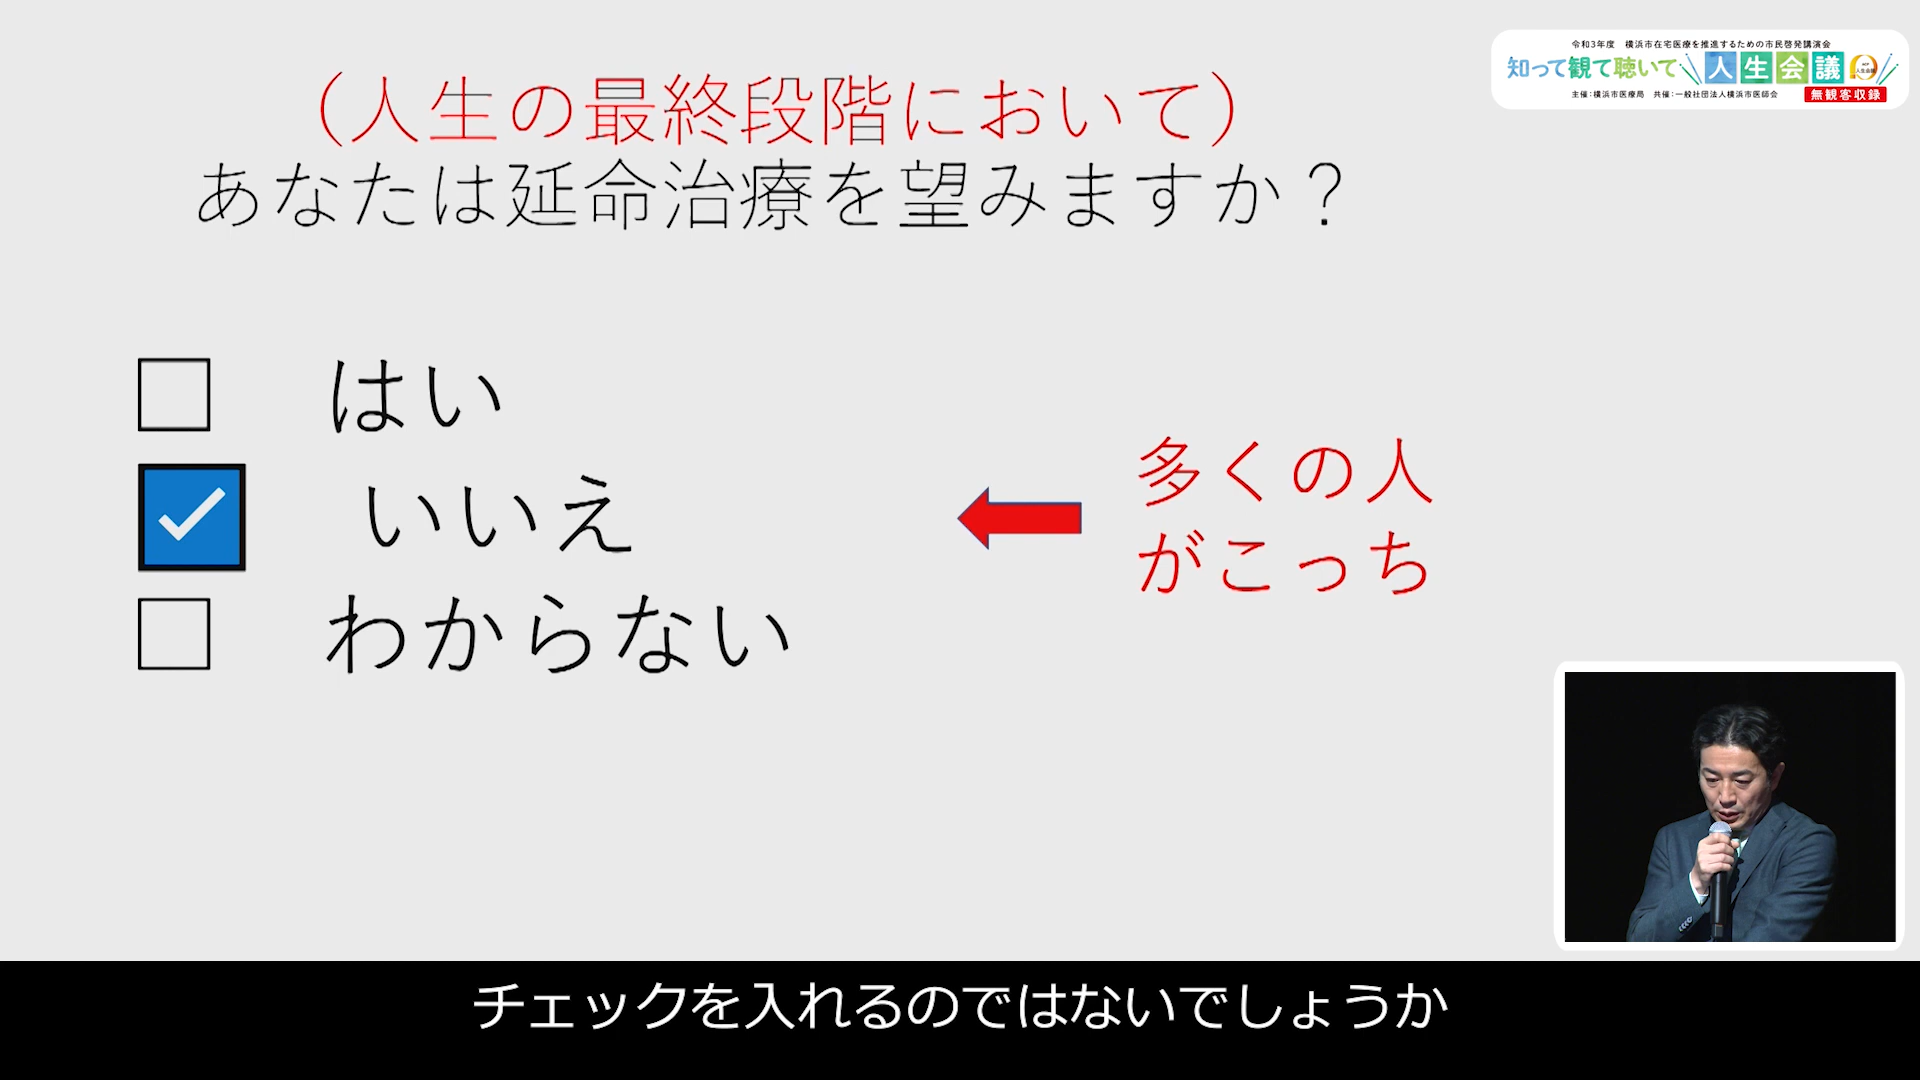 （人生の最終段階において）
あなたは延命治療を望みますか？
はい
いいえ
わからない
多くの人
がこっち
令和3年度　横浜市在宅医療を推進するための市民啓発講演会
知って観て聴いて人生会議
人生会議
主催：横浜市医療局　共催：一般社団法人横浜市医師会
無観客収録
チェックを入れるのではないでしょうか